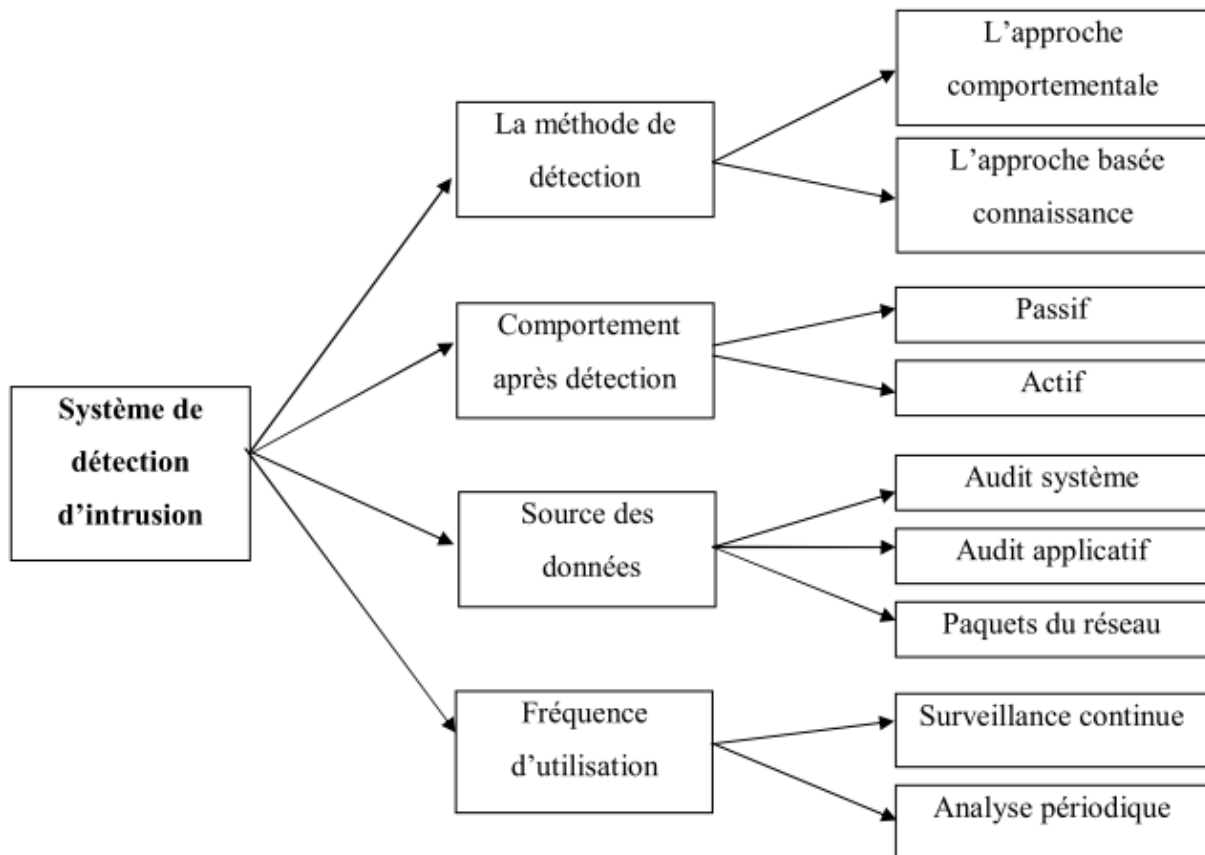 L’approche
comportementale
La méthode de
détection
L’approche basée
connaissance
Comportement
après détection
Passif
Actif
Système de
détection
d’intrusion
Source des
données
Audit système
Audit applicatif
Paquets du réseau
Fréquence
d’utilisation
Surveillance continue
Analyse périodique